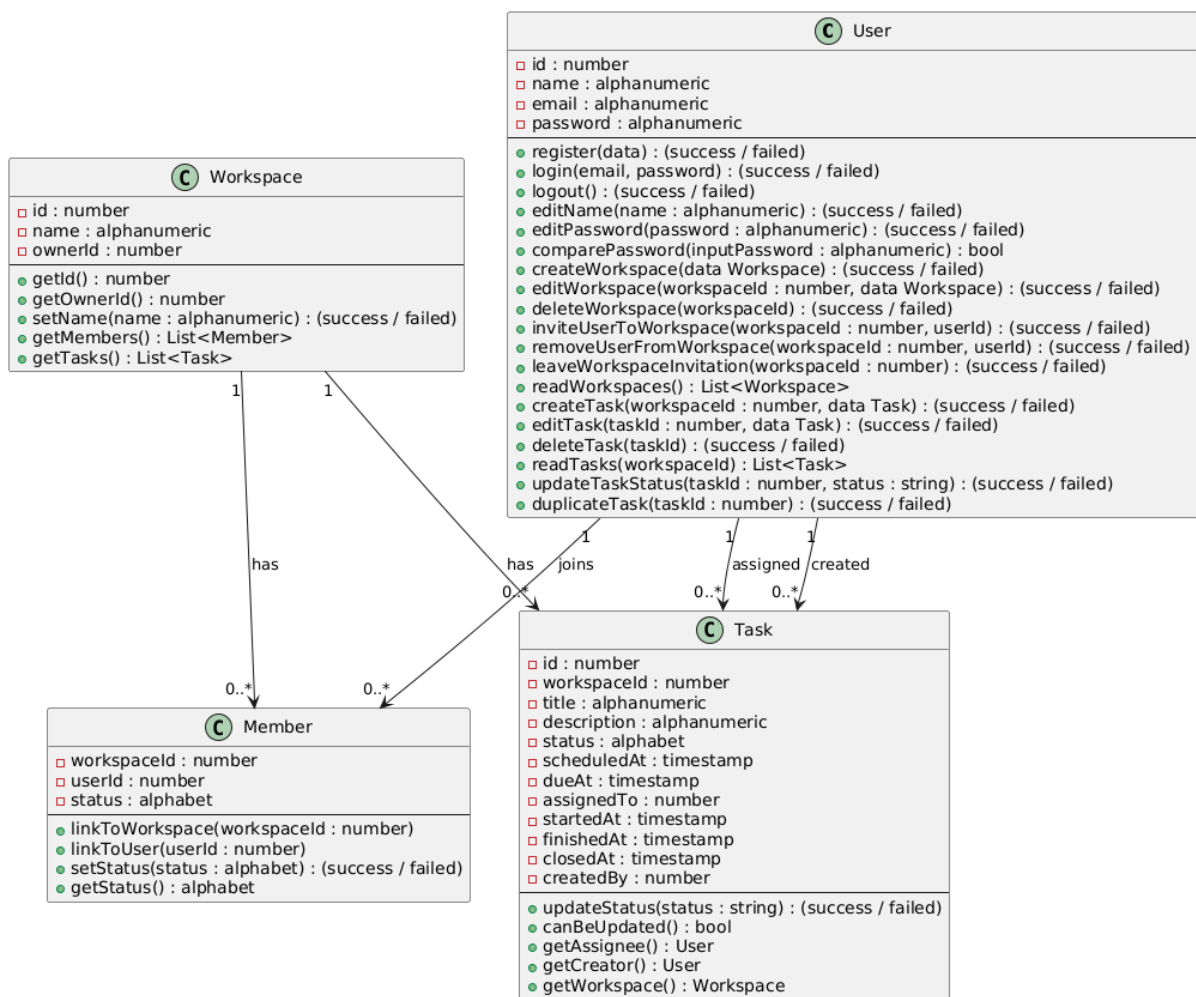 C User
id : number
name : alphanumeric
email : alphanumeric
password : alphanumeric
register(data) : (success / failed)
login(email, password) : (success / failed)
logout() : (success / failed)
editName(name : alphanumeric) : (success / failed)
editPassword(password : alphanumeric) : (success / failed)
comparePassword(inputPassword : alphanumeric) : bool
createWorkspace(data Workspace) : (success / failed)
editWorkspace(workspaceId : number, data Workspace) : (success / failed)
deleteWorkspace(workspaceId) : (success / failed)
inviteUserToWorkspace(workspaceId : number, userId) : (success / failed)
removeUserFromWorkspace(workspaceId : number, userId) : (success / failed)
leaveWorkspaceInvitation(workspaceId : number) : (success / failed)
readWorkspaces() : List<Workspace>
createTask(workspaceId : number, data Task) : (success / failed)
editTask(taskId : number, data Task) : (success / failed)
deleteTask(taskId) : (success / failed)
readTasks(workspaceId) : List<Task>
updateTaskStatus(taskId : number, status : string) : (success / failed)
duplicateTask(taskId : number) : (success / failed)
C Workspace
id : number
name : alphanumeric
ownerId : number
getId() : number
getOwnerId() : number
setName(name : alphanumeric) : (success / failed)
getMembers() : List<Member>
getTasks() : List<Task>
1
1
1
1
1
has
has
joins
assigned
created
0..*
0..*
0..*
0..*
0..*
C Member
workspaceId : number
userId : number
status : alphabet
linkToWorkspace(workspaceId : number)
linkToUser(userId : number)
setStatus(status : alphabet) : (success / failed)
getStatus() : alphabet
C Task
id : number
workspaceId : number
title : alphanumeric
description : alphanumeric
status : alphabet
scheduledAt : timestamp
dueAt : timestamp
assignedTo : number
startedAt : timestamp
finishedAt : timestamp
closedAt : timestamp
createdBy : number
updateStatus(status : string) : (success / failed)
canBeUpdated() : bool
getAssignee() : User
getCreator() : User
getWorkspace() : Workspace